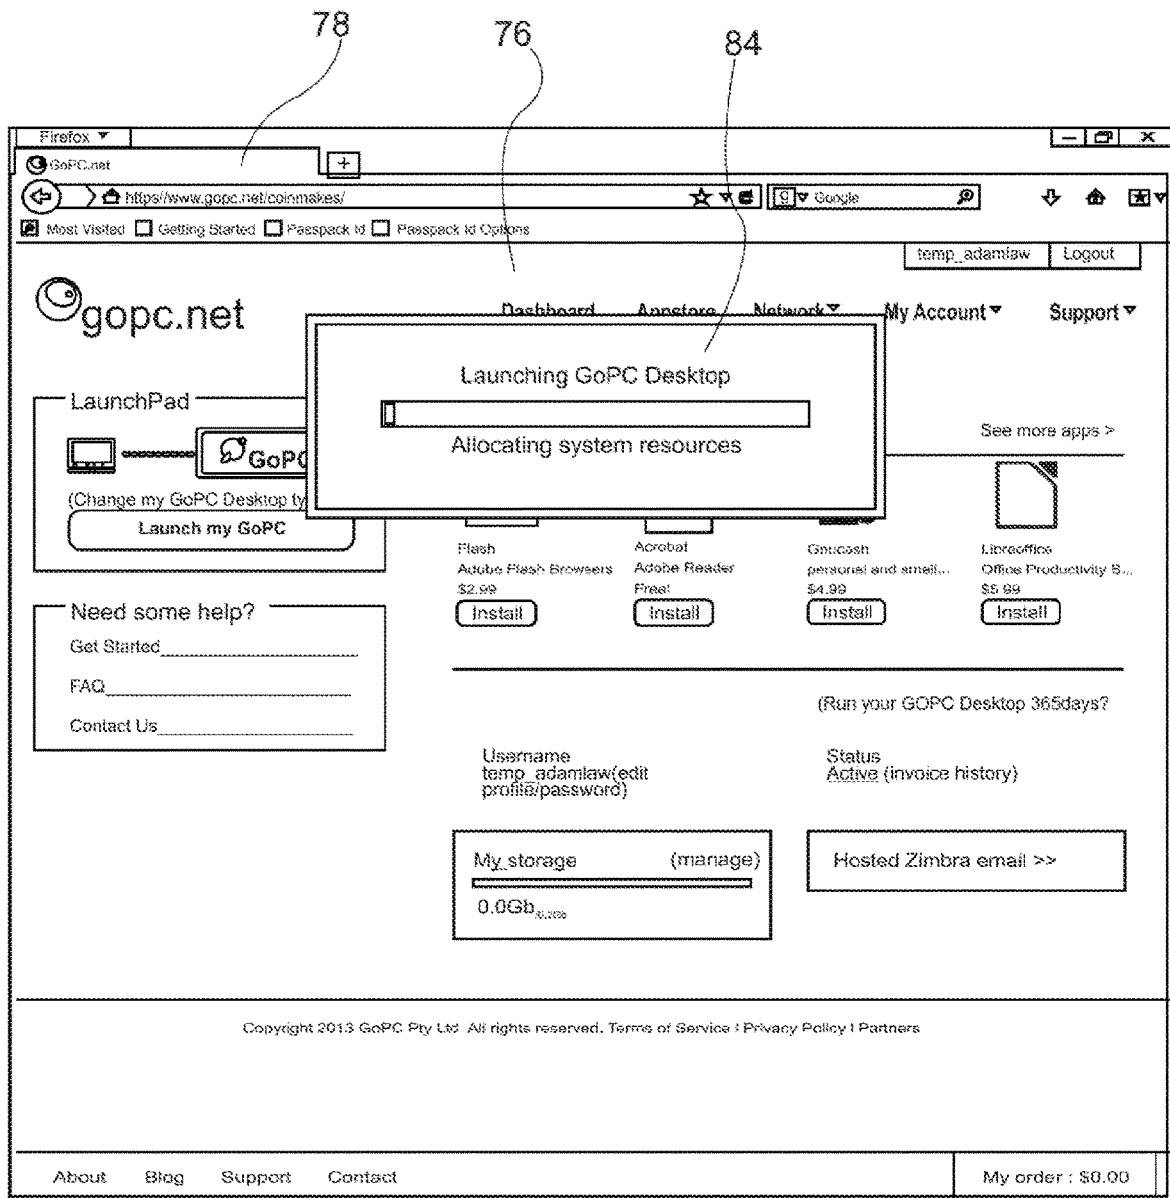 78
76
84
Firefox
GoPC.net
+
https//www.gopc.net/coinmakes/
g
Google
Most Visited
Getting Started
Passpack Id
Passpack Id Options
temp_adamlaw
Logout
gopc.net
Dashboard
Appstore
Network
My Account
Support
Launching GoPC Desktop
Allocating system resources
LaunchPad
GoPC
(Change my GoPC Desktop ty
Launch my GoPC
See more apps >
Flash
Adobe Flash Browsers
$2.99
Install
Acrobat
Adobe Reader
Free!
Install
Gnucash
personal and small...
$4.99
Install
Libreoffice
Office Productivity S...
$5.99
Install
Need some help?
Get Started
FAQ
Contact Us
(Run your GOPC Desktop 365days?
Username
temp_adamlaw(edit
profile/password)
Status
Active (invoice history)
My storage
(manage)
0.0Gb
Hosted Zimbra email >>
Copyright 2013 GoPC Pty Ltd. All rights reserved. Terms of Service I Privacy Policy I Partners
About
Blog
Support
Contact
My order : $0.00